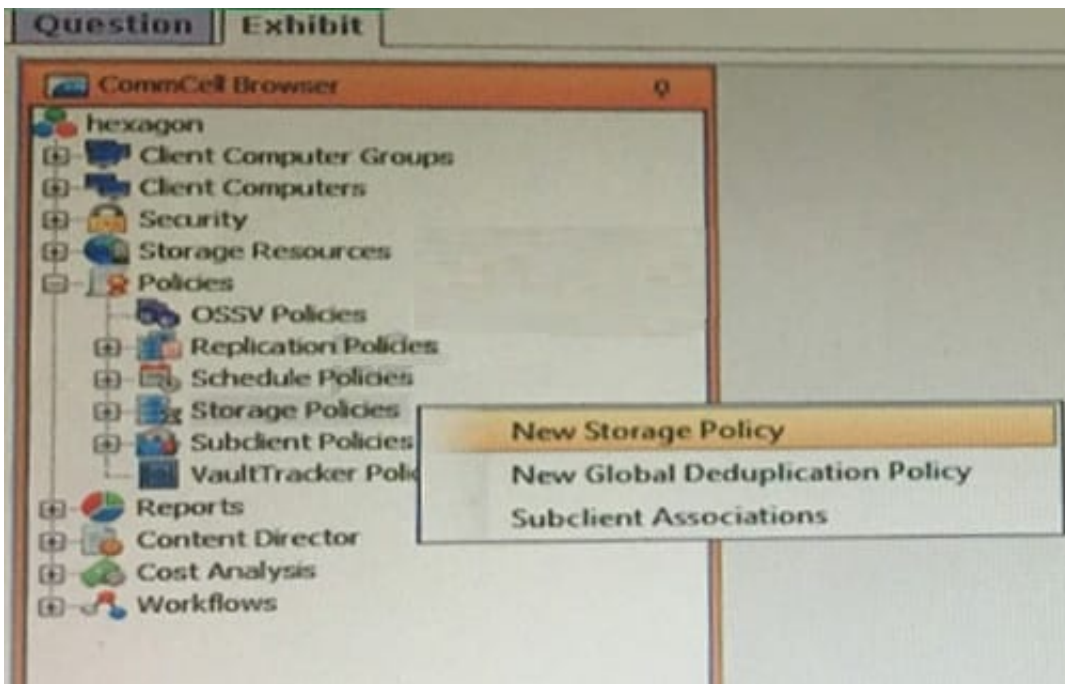 Question
Exhibit
CommCell Browser
hexagon
Client Computer Groups
Client Computers
Security
Storage Resources
Policies
OSSV Policies
Replication Policies
Schedule Policies
Storage Policies
Subclient Policies
VaultTracker Polic
Reports
Content Director
Cost Analysis
Workflows
New Storage Policy
New Global Deduplication Policy
Subclient Associations